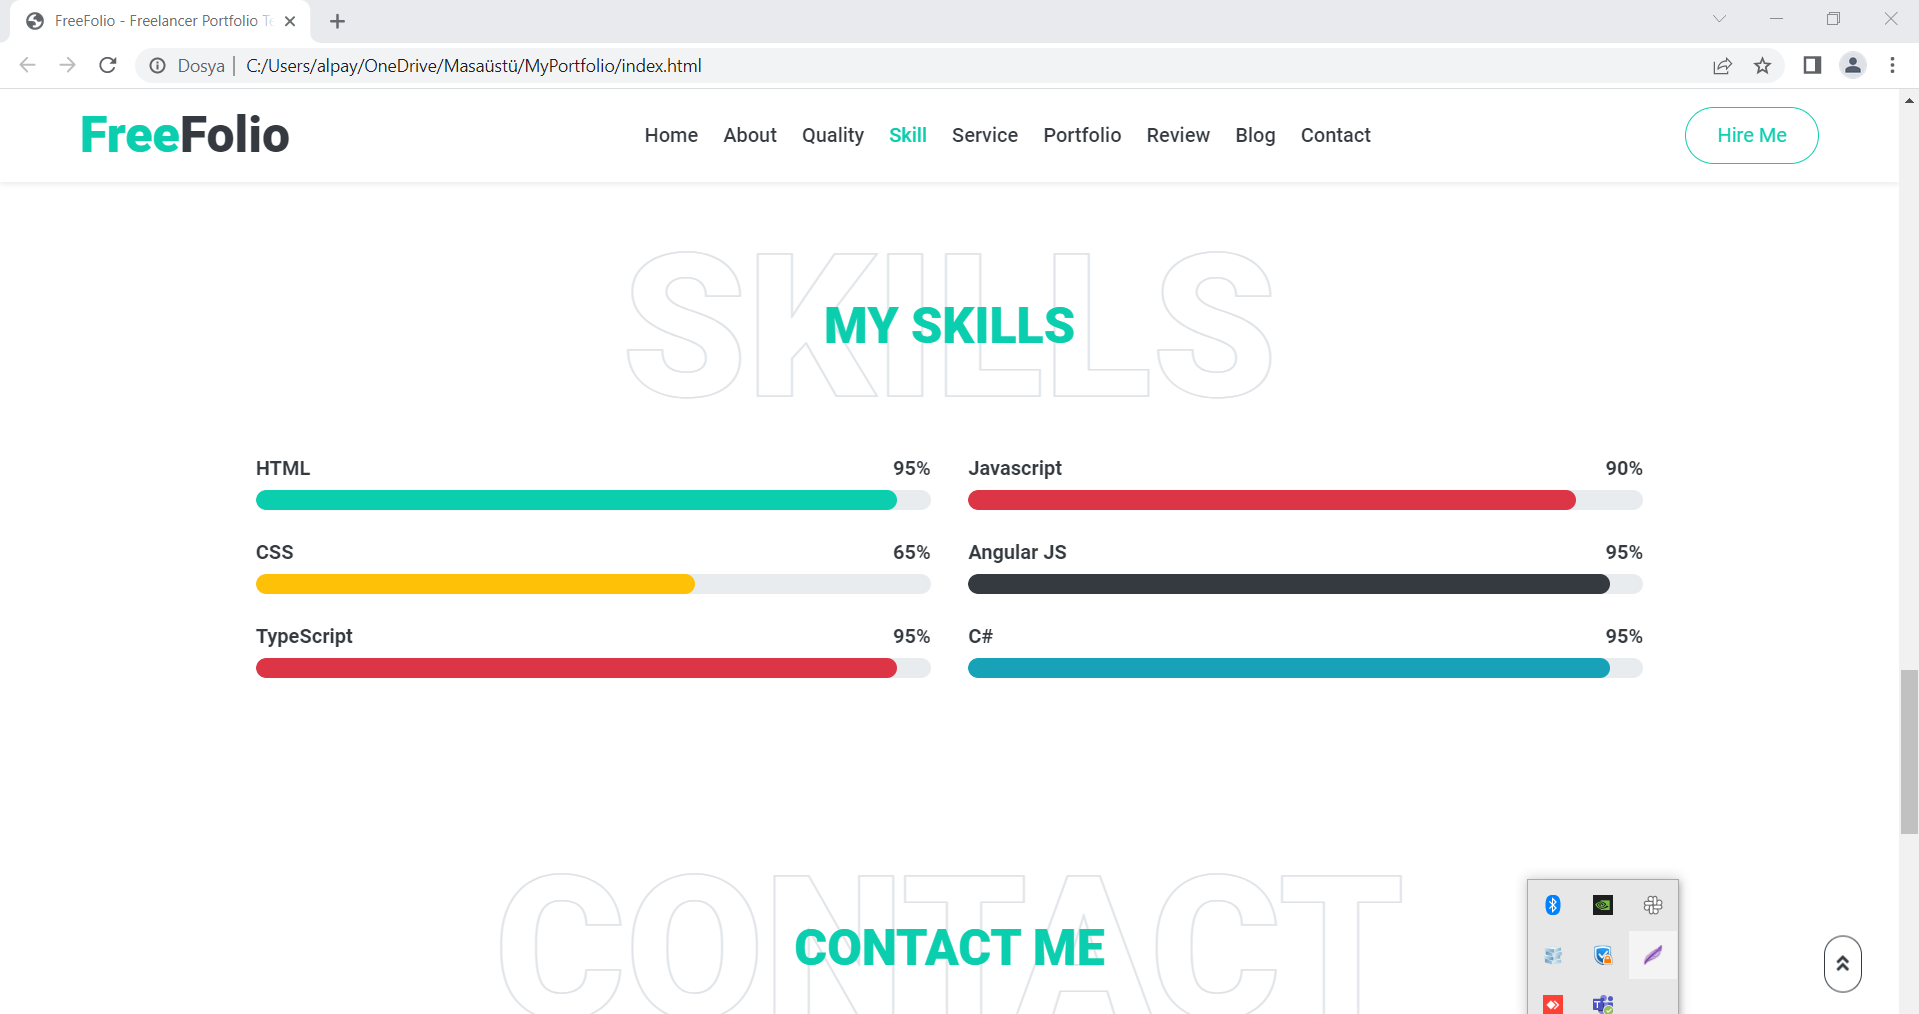 FreeFolio - Freelancer Portfolio Te
Dosya | C:/Users/alpay/OneDrive/Masaüstü/MyPortfolio/index.html
FreeFolio Home About Quality Skill Service Portfolio Review Blog Contact Hire Me
SKILLS
MY SKILLS
HTML 95% Javascript 90%
CSS 65% Angular JS 95%
TypeScript 95% C# 95%
CONTACT
CONTACT ME